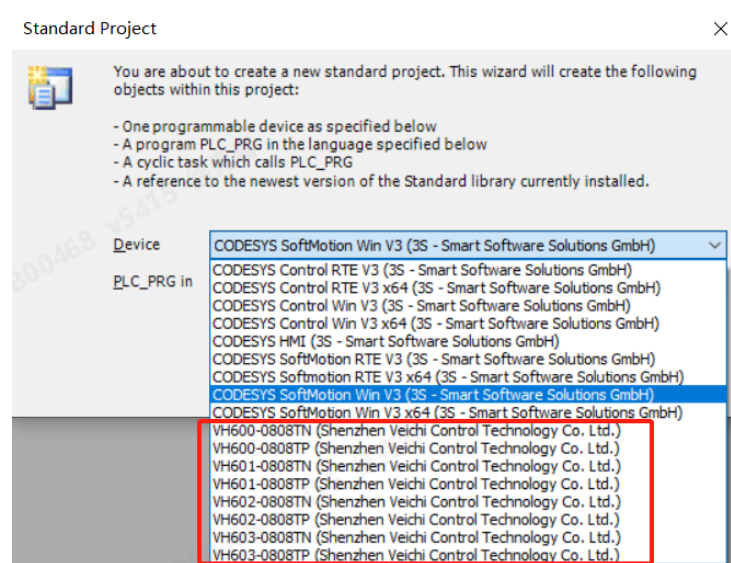 Standard Project
You are about to create a new standard project. This wizard will create the following
objects within this project:
- One programmable device as specified below
- A program PLC_PRG in the language specified below
- A cyclic task which calls PLC_PRG
- A reference to the newest version of the Standard library currently installed.
Device
CODESYS SoftMotion Win V3 (3S - Smart Software Solutions GmbH)
PLC_PRG in
CODESYS Control RTE V3 (3S - Smart Software Solutions GmbH)
CODESYS Control RTE V3 x64 (3S - Smart Software Solutions GmbH)
CODESYS Control Win V3 (3S - Smart Software Solutions GmbH)
CODESYS Control Win V3 x64 (3S - Smart Software Solutions GmbH)
CODESYS HMI (3S - Smart Software Solutions GmbH)
CODESYS SoftMotion RTE V3 (3S - Smart Software Solutions GmbH)
CODESYS Softmotion RTE V3 x64 (3S - Smart Software Solutions GmbH)
CODESYS SoftMotion Win V3 (3S - Smart Software Solutions GmbH)
CODESYS SoftMotion Win V3 x64 (3S - Smart Software Solutions GmbH)
VH600-0808TN (Shenzhen Veichi Control Technology Co. Ltd.)
VH600-0808TP (Shenzhen Veichi Control Technology Co. Ltd.)
VH601-0808TN (Shenzhen Veichi Control Technology Co. Ltd.)
VH601-0808TP (Shenzhen Veichi Control Technology Co. Ltd.)
VH602-0808TN (Shenzhen Veichi Control Technology Co. Ltd.)
VH602-0808TP (Shenzhen Veichi Control Technology Co. Ltd.)
VH603-0808TN (Shenzhen Veichi Control Technology Co. Ltd.)
VH603-0808TP (Shenzhen Veichi Control Technology Co. Ltd.)